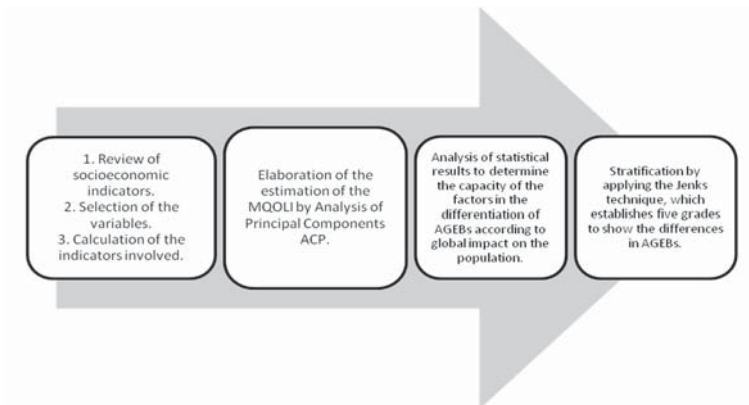 1. Review of
socioeconomic
indicators.
2. Selection of the
variables.
3. Calculation of the
indicators involved.
Elaboration of the
estimation of the
MQOLI by Analysis of
Principal Components
ACP.
Analysis of statistical
results to determine
the capacity of the
factors in the
differentiation of
AGEBs according to
global impact on the
population.
Stratification by
applying the Jenks
technique, which
establishes five grades
to show the differences
in AGEBs.